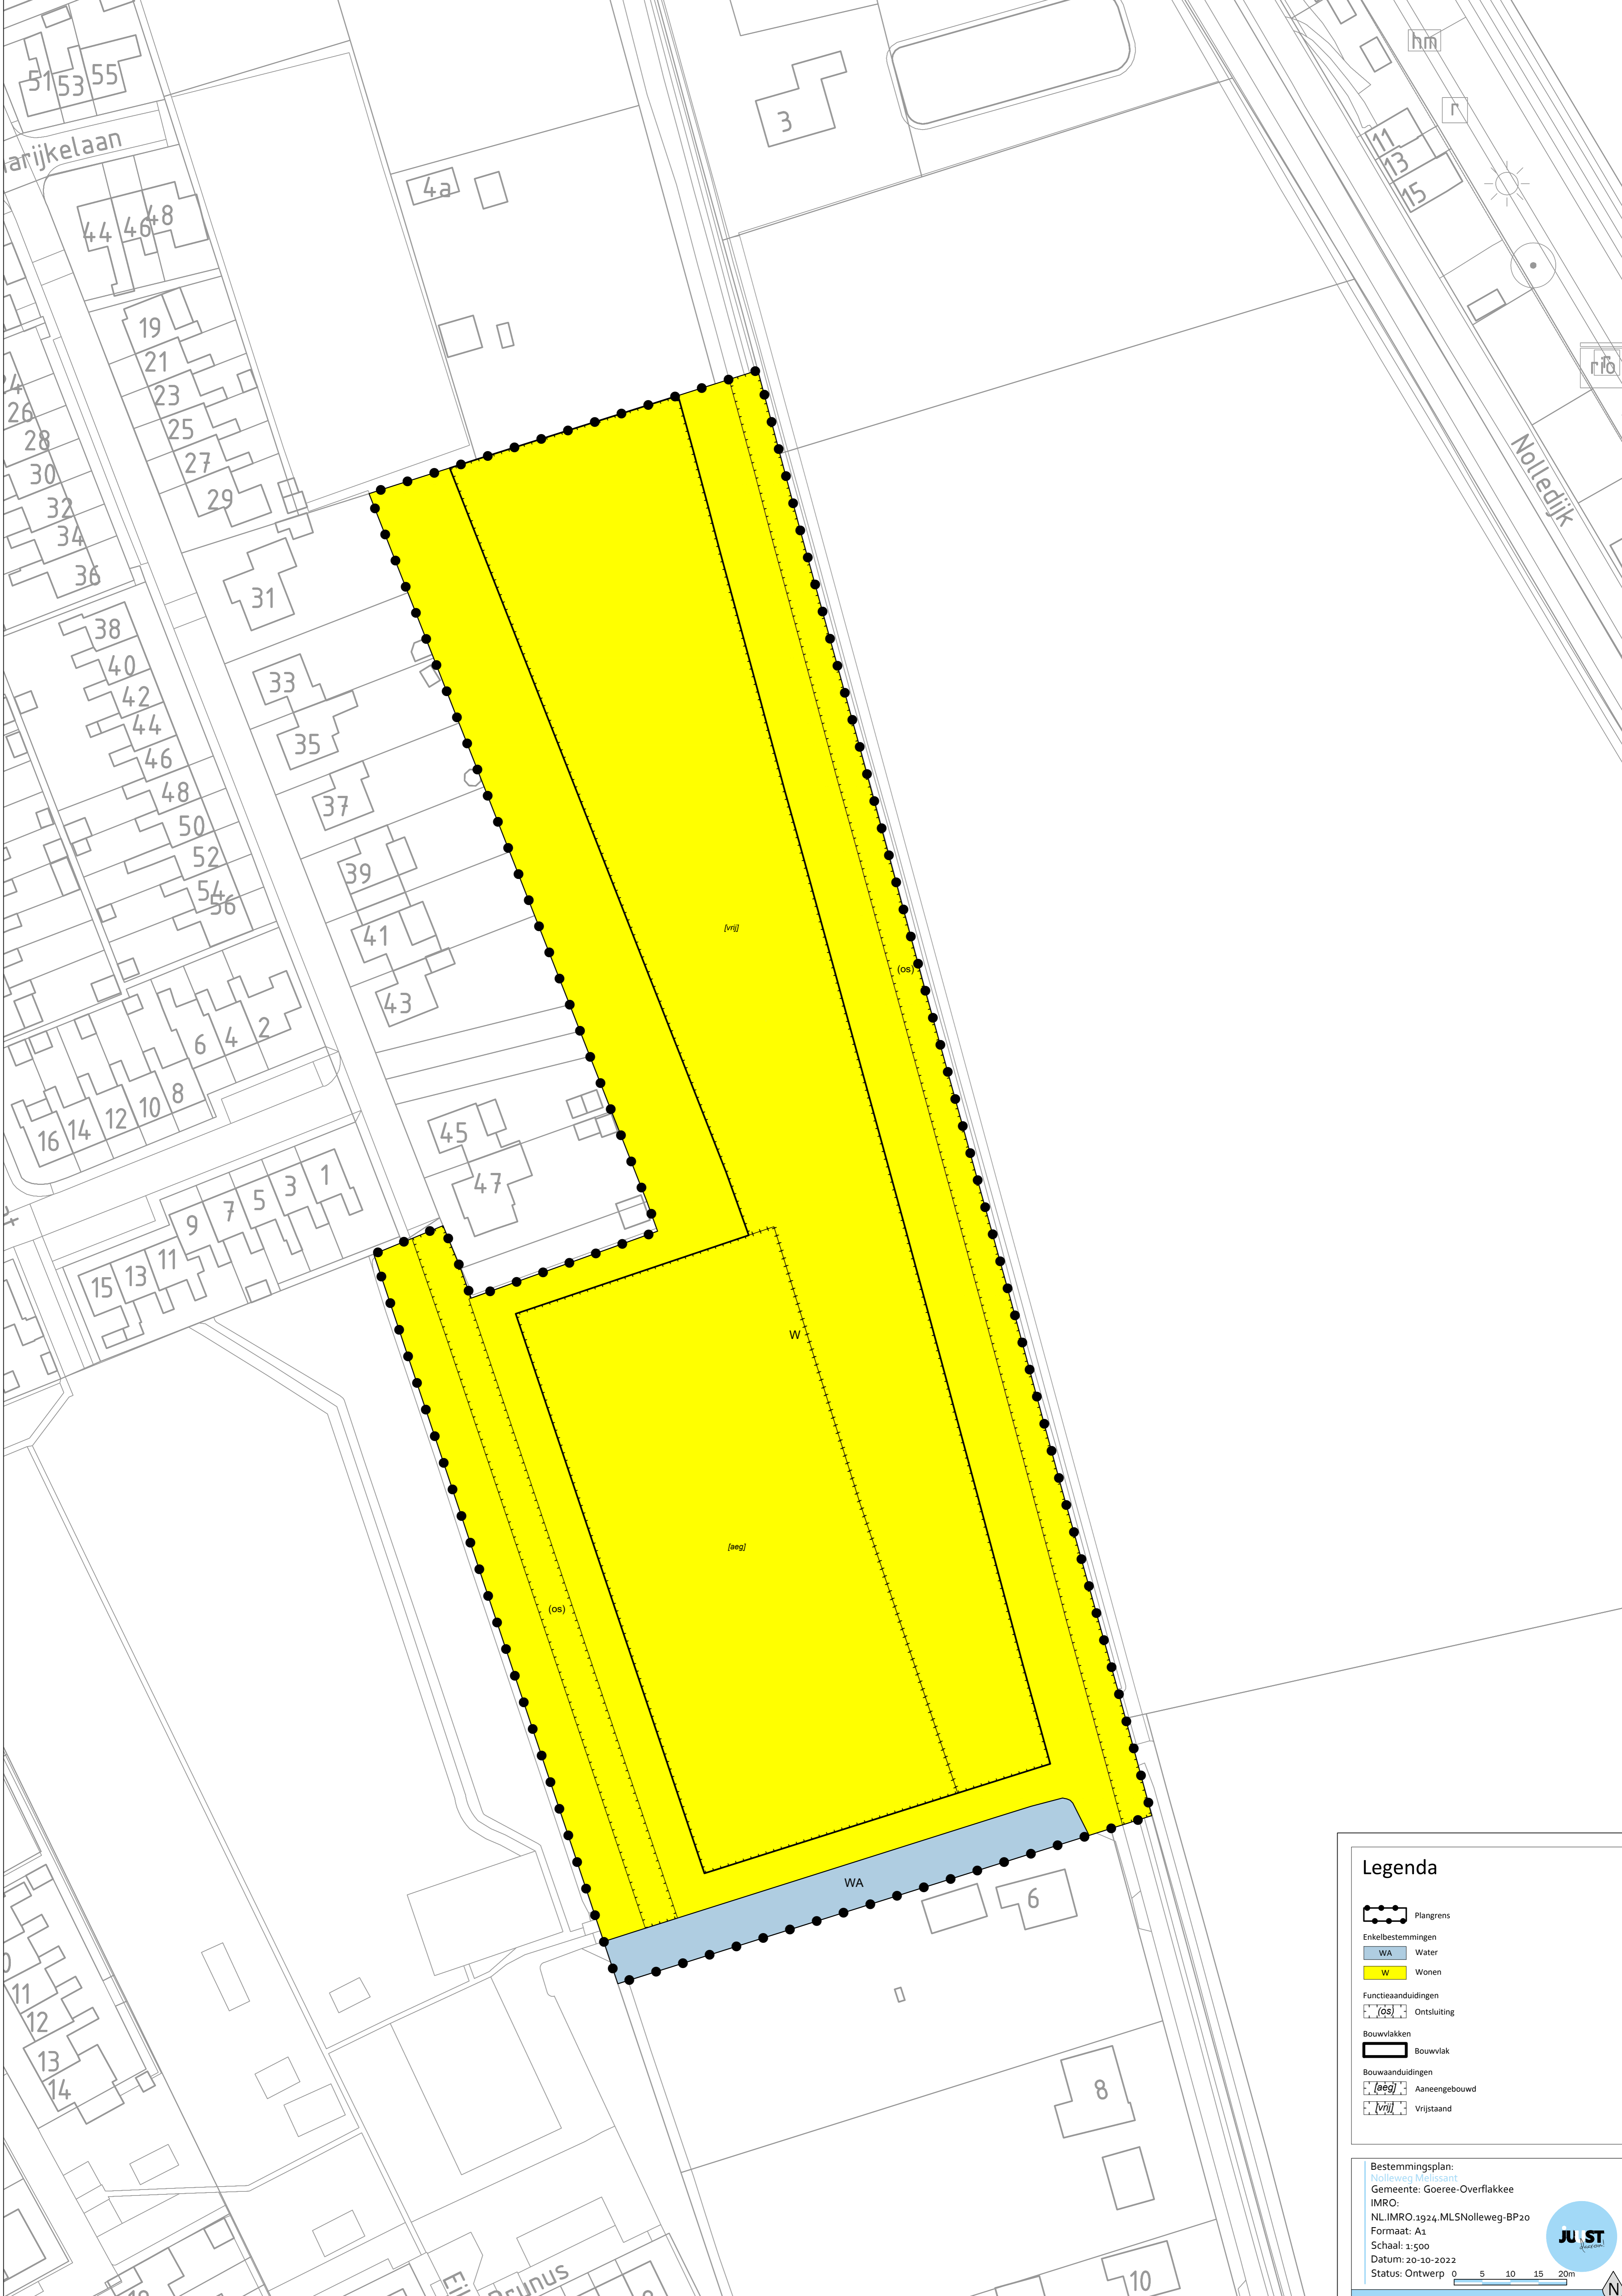 51
53
55
arijkelaan
44
46
48
4a
3
hm
r
11
13
15
19
21
23
25
27
29
26
28
30
32
34
36
31
Nolledijk
38
40
42
44
46
48
50
52
54
56
33
35
37
39
41
43
[vrij]
(os)
6
4
2
16
14
12
10
8
45
47
9
7
5
3
1
15
13
11
W
[aeg]
(os)
WA
6
11
12
13
14
8
10
Legenda
Plangrens
Enkelbestemmingen
WA Water
W Wonen
Functieaanduidingen
(os) Ontsluiting
Bouwvlakken
Bouwvlak
Bouwaanduidingen
[aeg] Aaneengebouwd
[vrij] Vrijstaand
Bestemmingsplan:
Nolleweg Melissant
Gemeente: Goeree-Overflakkee
IMRO:
NL.IMRO.1924.MLSNolleweg-BP20
Formaat: A1
Schaal: 1:500
Datum: 20-10-2022
Status: Ontwerp
0 5 10 15 20m
JUUST
N